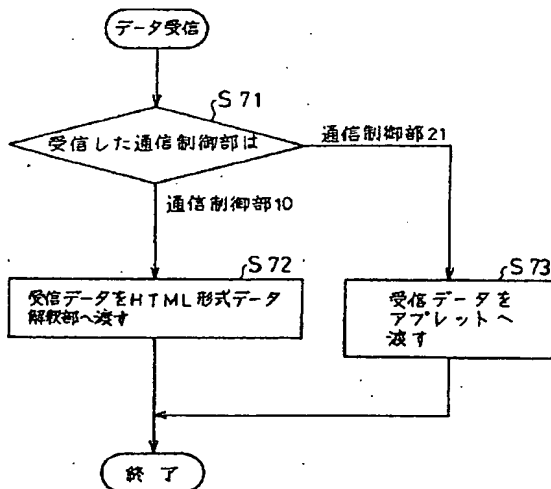 データ受信
S71
受信した通信制御部は
通信制御部21
通信制御部10
S72
受信データをHTML形式データ
解釈部へ渡す
S73
受信データを
アプレットへ
渡す
終了